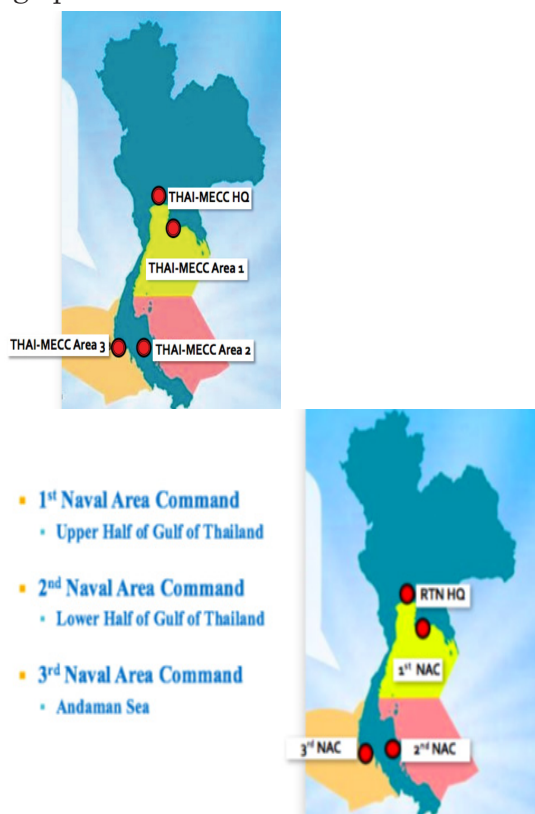 THAI-MECC HQ
THAI-MECC Area 1
THAI-MECC Area 3
THAI-MECC Area 2
1st Naval Area Command
Upper Half of Gulf of Thailand
2nd Naval Area Command
Lower Half of Gulf of Thailand
3rd Naval Area Command
Andaman Sea
RTN HQ
1st NAC
3rd NAC
2nd NAC